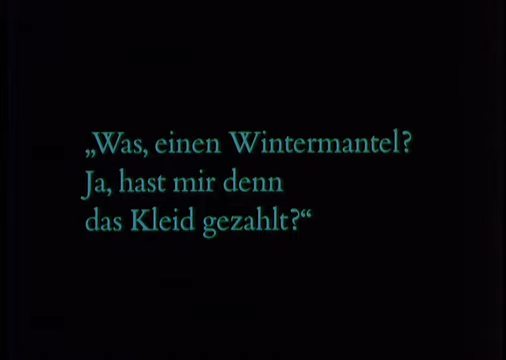 „Was, einen Wintermantel?
Ja, hast mir denn
das Kleid gezahlt?“